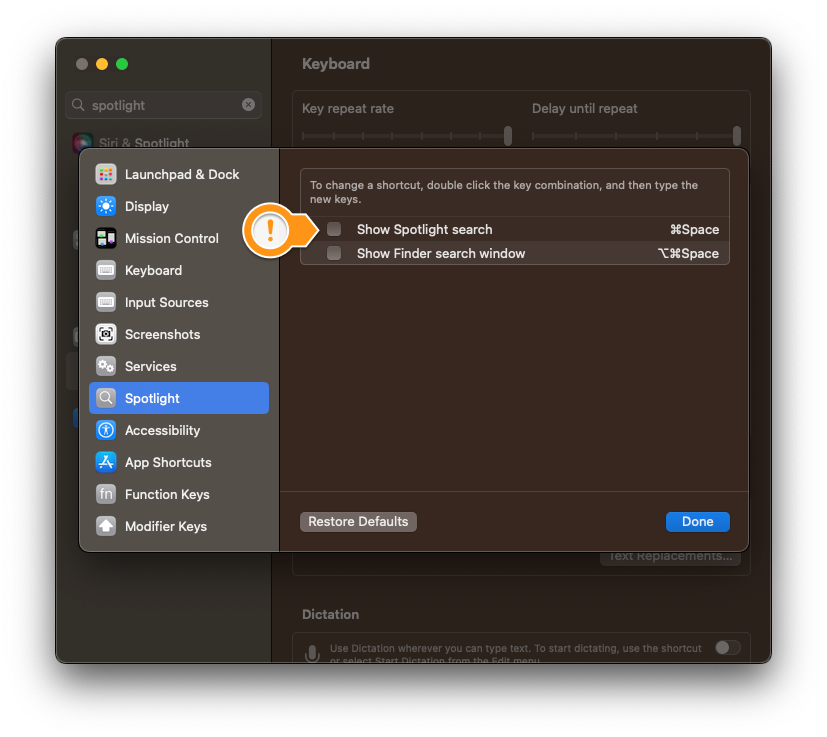 Keyboard
spotlight
Key repeat rate
Delay until repeat
Siri & Spotlight
Launchpad & Dock
Display
Mission Control
Keyboard
Input Sources
Screenshots
Services
Spotlight
Accessibility
App Shortcuts
fn Function Keys
Modifier Keys
To change a shortcut, double click the key combination, and then type the
new keys.
!
Show Spotlight search ⌘Space
Show Finder search window ⌥⌘Space
Restore Defaults
Done
Text Replacements...
Dictation
Use Dictation wherever you can type text. To start dictating, use the shortcut
or select Start Dictation from the Edit menu.